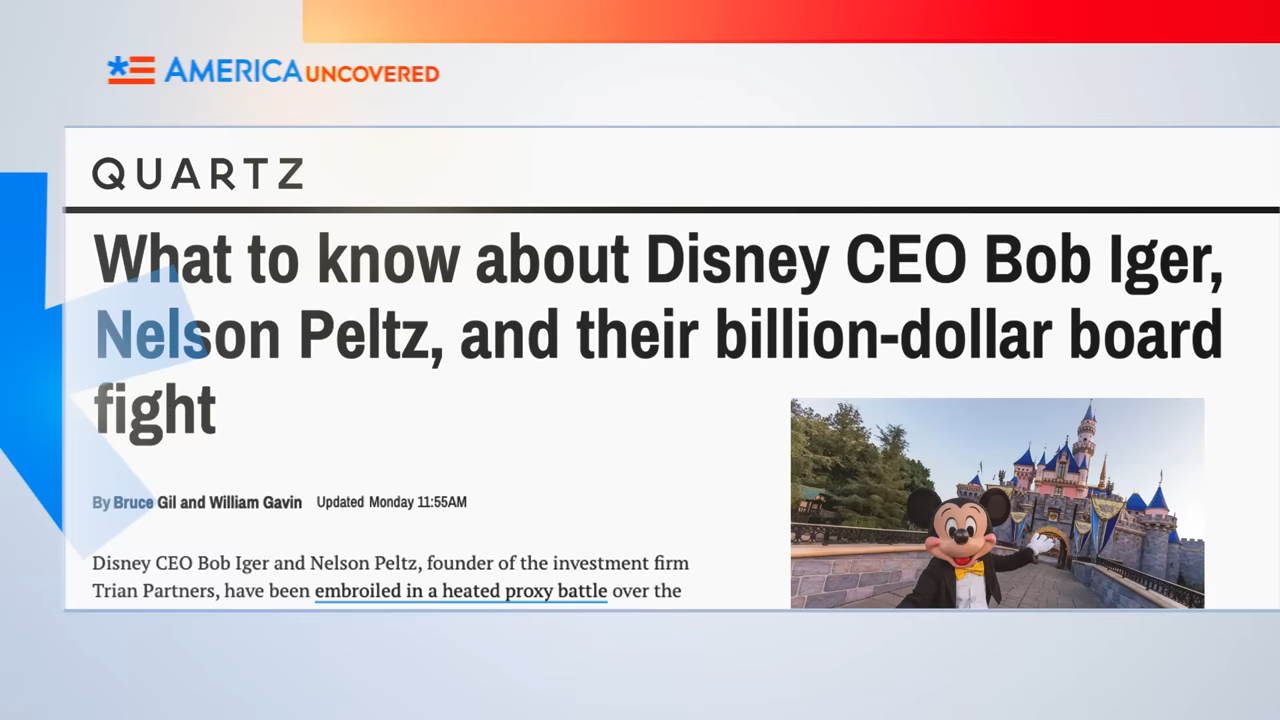 AMERICA UNCOVERED
QUARTZ
What to know about Disney CEO Bob Iger,
Nelson Peltz, and their billion-dollar board
fight
By Bruce Gil and William Gavin Updated Monday 11:55AM
Disney CEO Bob Iger and Nelson Peltz, founder of the investment firm
Trian Partners, have been embroiled in a heated proxy battle over the